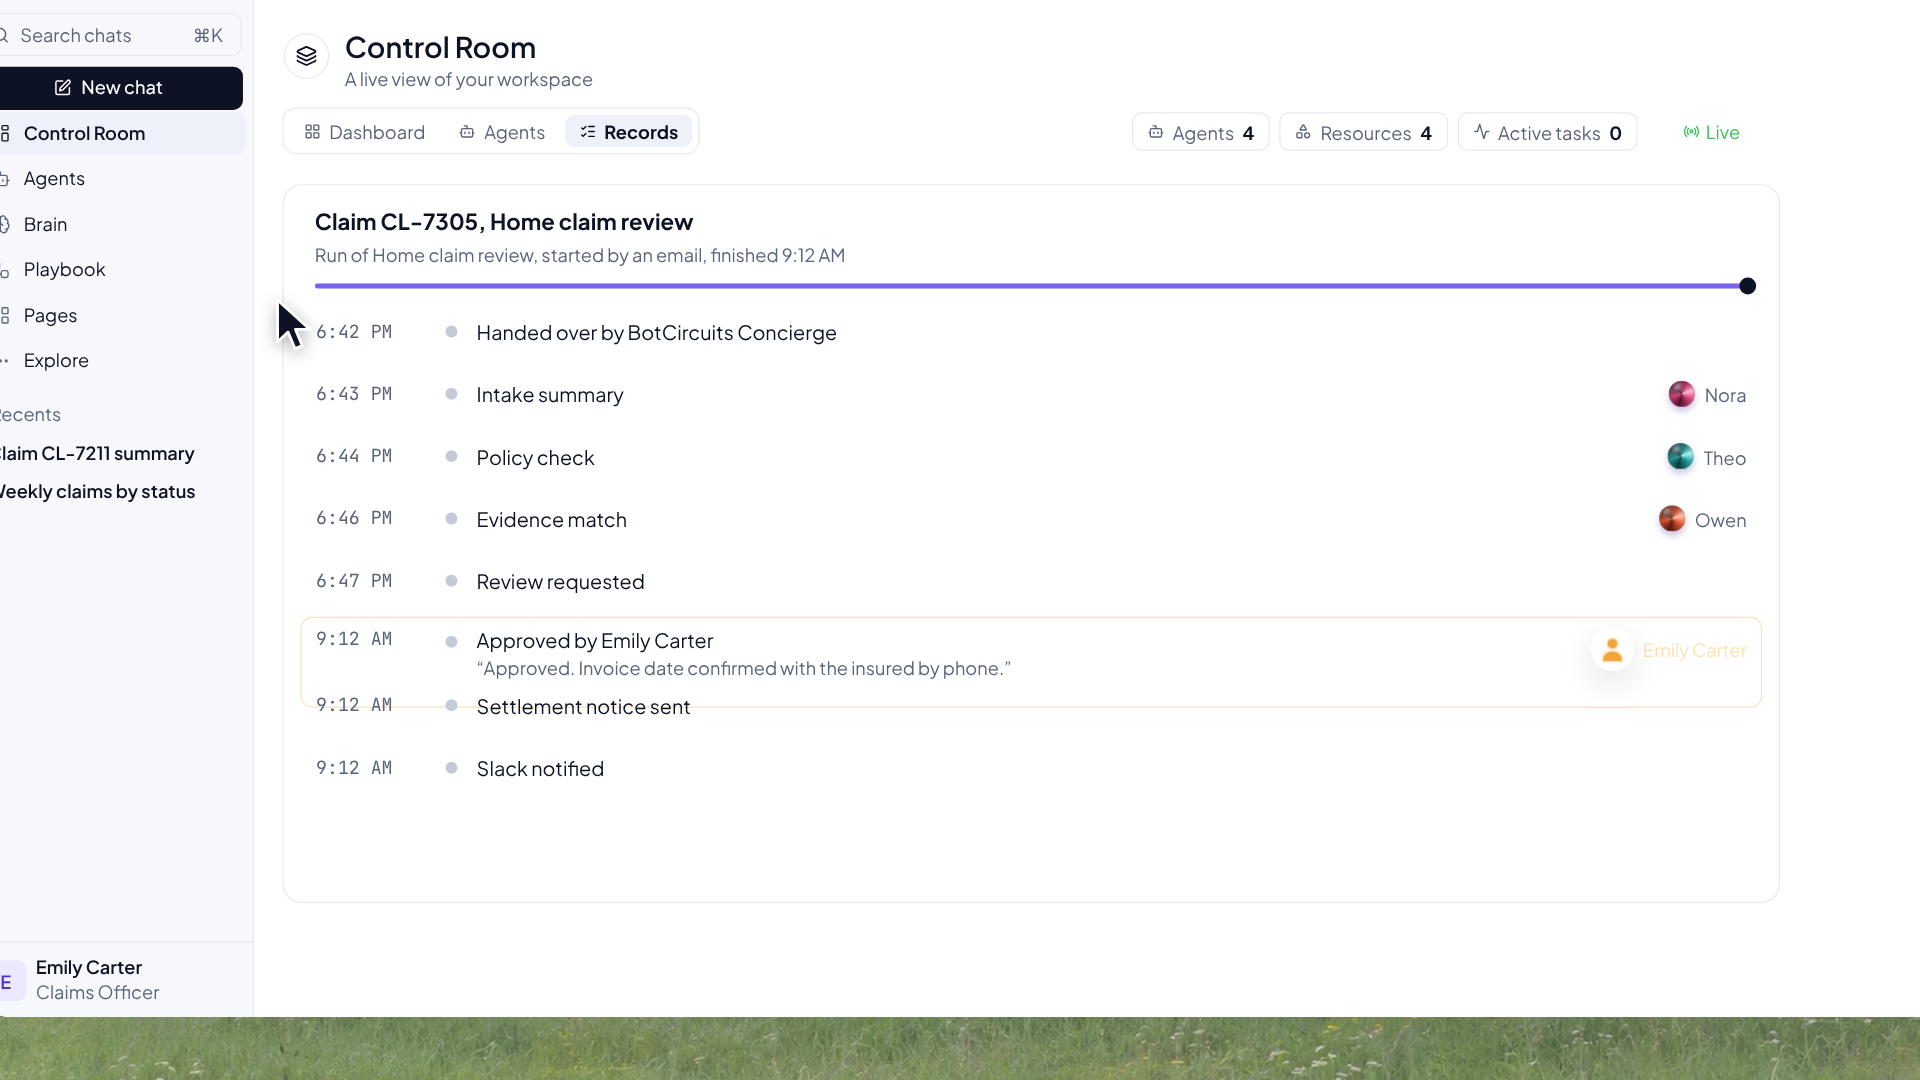 Search chats ⌘K
New chat
Control Room
Agents
Brain
Playbook
Pages
Explore
ecents
laim CL-7211 summary
eekly claims by status
E
Emily Carter
Claims Officer
Control Room
A live view of your workspace
Dashboard Agents Records
Agents 4 Resources 4 Active tasks 0 Live
Claim CL-7305, Home claim review
Run of Home claim review, started by an email, finished 9:12 AM
6:42 PM Handed over by BotCircuits Concierge
6:43 PM Intake summary Nora
6:44 PM Policy check Theo
6:46 PM Evidence match Owen
6:47 PM Review requested
9:12 AM Approved by Emily Carter Emily Carter
“Approved. Invoice date confirmed with the insured by phone.”
9:12 AM Settlement notice sent
9:12 AM Slack notified